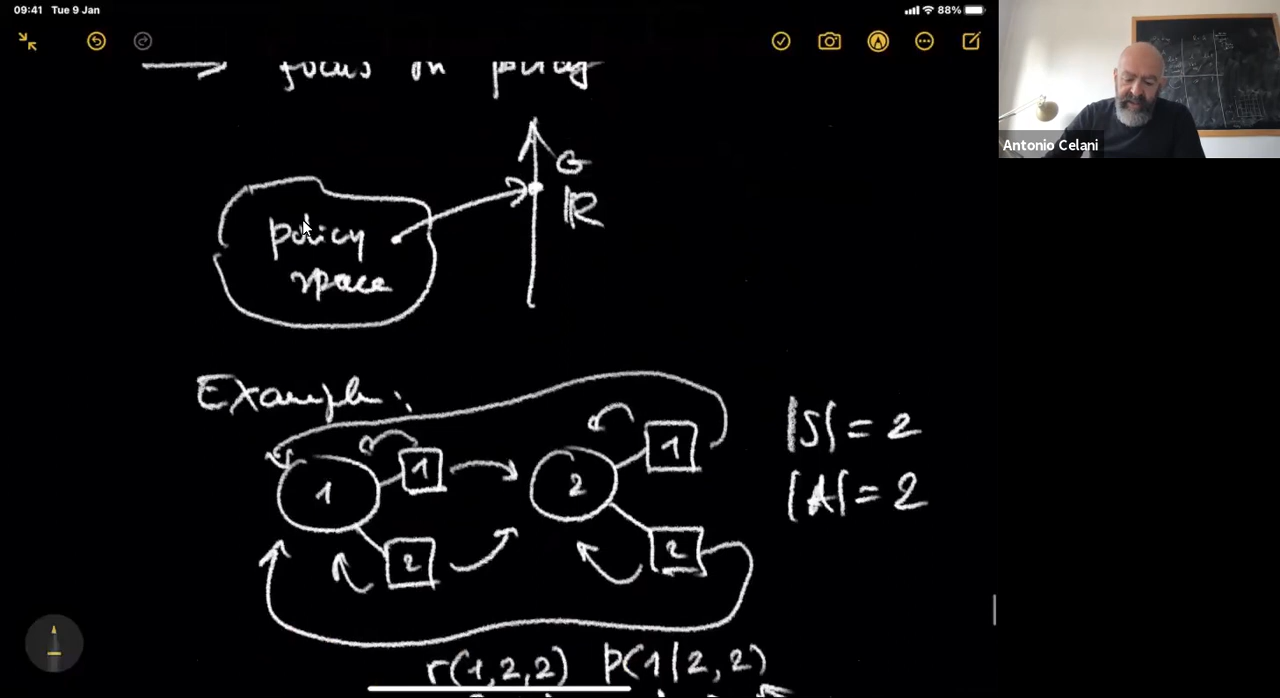 09:41 Tue 9 Jan
88%
Antonio Celani
→ focus on policy
G
ℝ
policy
space
Example:
1 1 2 1
2 2
|S| = 2
|A| = 2
r(1,2,2) p(1|2,2)